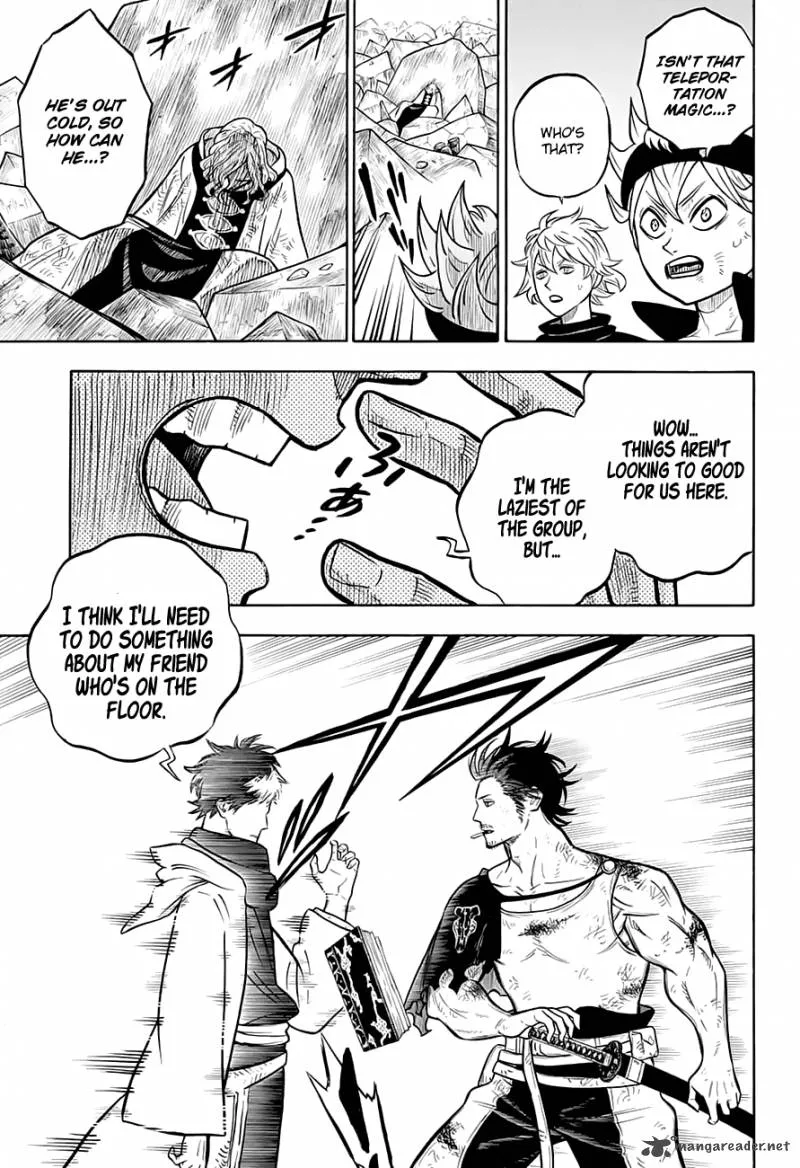 ISN'T THAT
TELEPOR-
TATION
MAGIC...?
WHO'S
THAT?
HE'S OUT
COLD, SO
HOW CAN
HE...?
WOW...
THINGS AREN'T
LOOKING TO GOOD
FOR US HERE.
I'M THE
LAZIEST OF
THE GROUP,
BUT...
ふ
あ
I THINK I'LL NEED
TO DO SOMETHING
ABOUT MY FRIEND
WHO'S ON THE
FLOOR.
mangareader.net